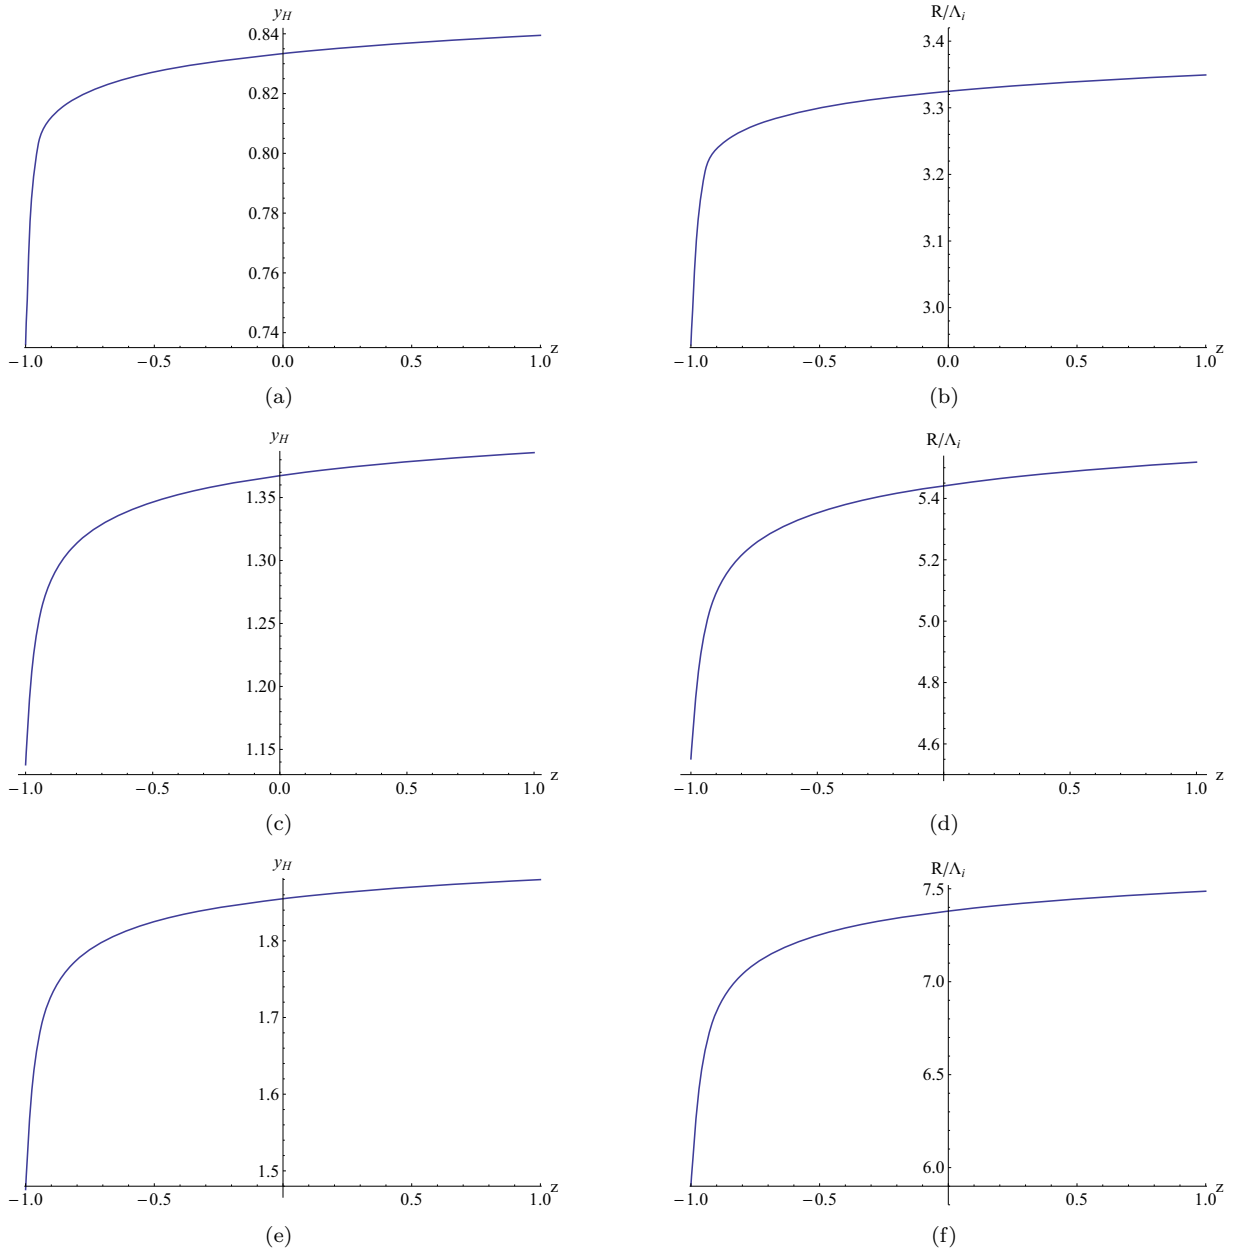 y_H
0.84
0.82
0.80
0.78
0.76
0.74
−1.0 −0.5 0.0 0.5 1.0 z
(a)
R/Λ_i
3.4
3.3
3.2
3.1
3.0
−1.0 −0.5 0.0 0.5 1.0 z
(b)
y_H
1.35
1.30
1.25
1.20
1.15
−1.0 −0.5 0.0 0.5 1.0 z
(c)
R/Λ_i
5.4
5.2
5.0
4.8
4.6
−1.0 −0.5 0.5 1.0 z
(d)
y_H
1.8
1.7
1.6
1.5
−1.0 −0.5 0.5 1.0 z
(e)
R/Λ_i
7.5
7.0
6.5
6.0
−1.0 −0.5 0.5 1.0 z
(f)